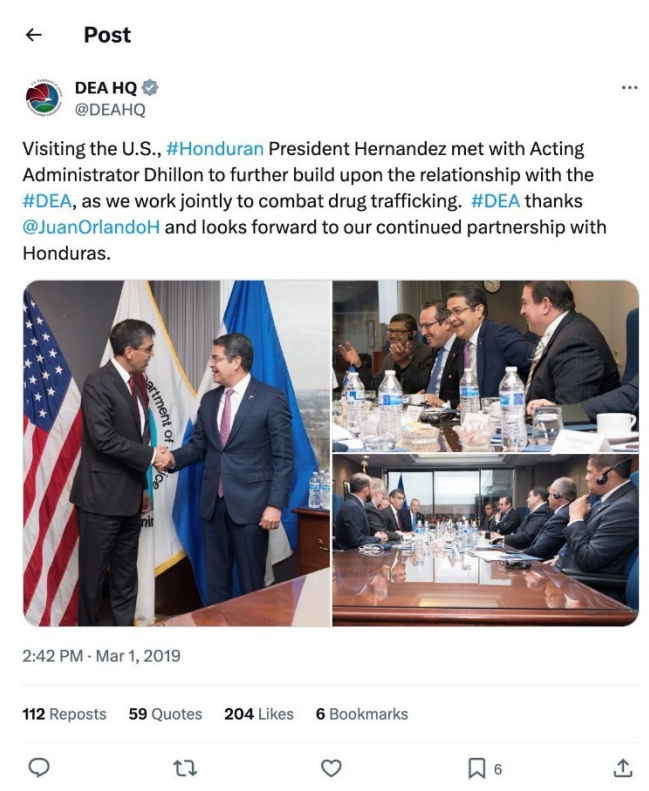 Post
DEA HQ
@DEAHQ
Visiting the U.S., #Honduran President Hernandez met with Acting
Administrator Dhillon to further build upon the relationship with the
#DEA, as we work jointly to combat drug trafficking. #DEA thanks
@JuanOrlandoH and looks forward to our continued partnership with
Honduras.
artment of
2:42 PM · Mar 1, 2019
112 Reposts 59 Quotes 204 Likes 6 Bookmarks
6